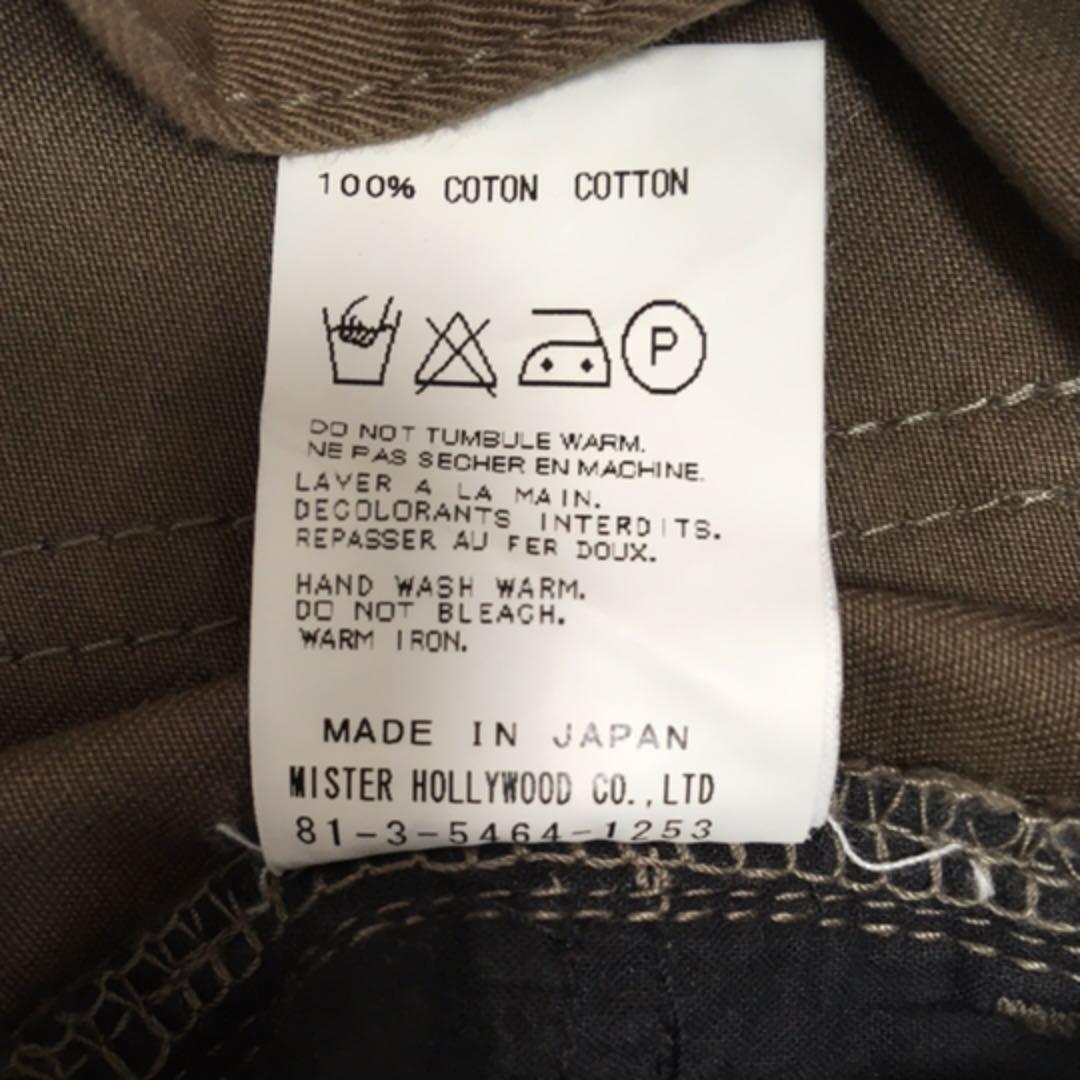 100% COTON COTTON
P
DO NOT TUMBULE WARM.
NE PAS SECHER EN MACHINE.
LAVER A LA MAIN.
DECOLORANTS INTERDITS.
REPASSER AU FER DOUX.
HAND WASH WARM.
DO NOT BLEACH.
WARM IRON.
MADE IN JAPAN
MISTER HOLLYWOOD CO.,LTD
81-3-5464-1253